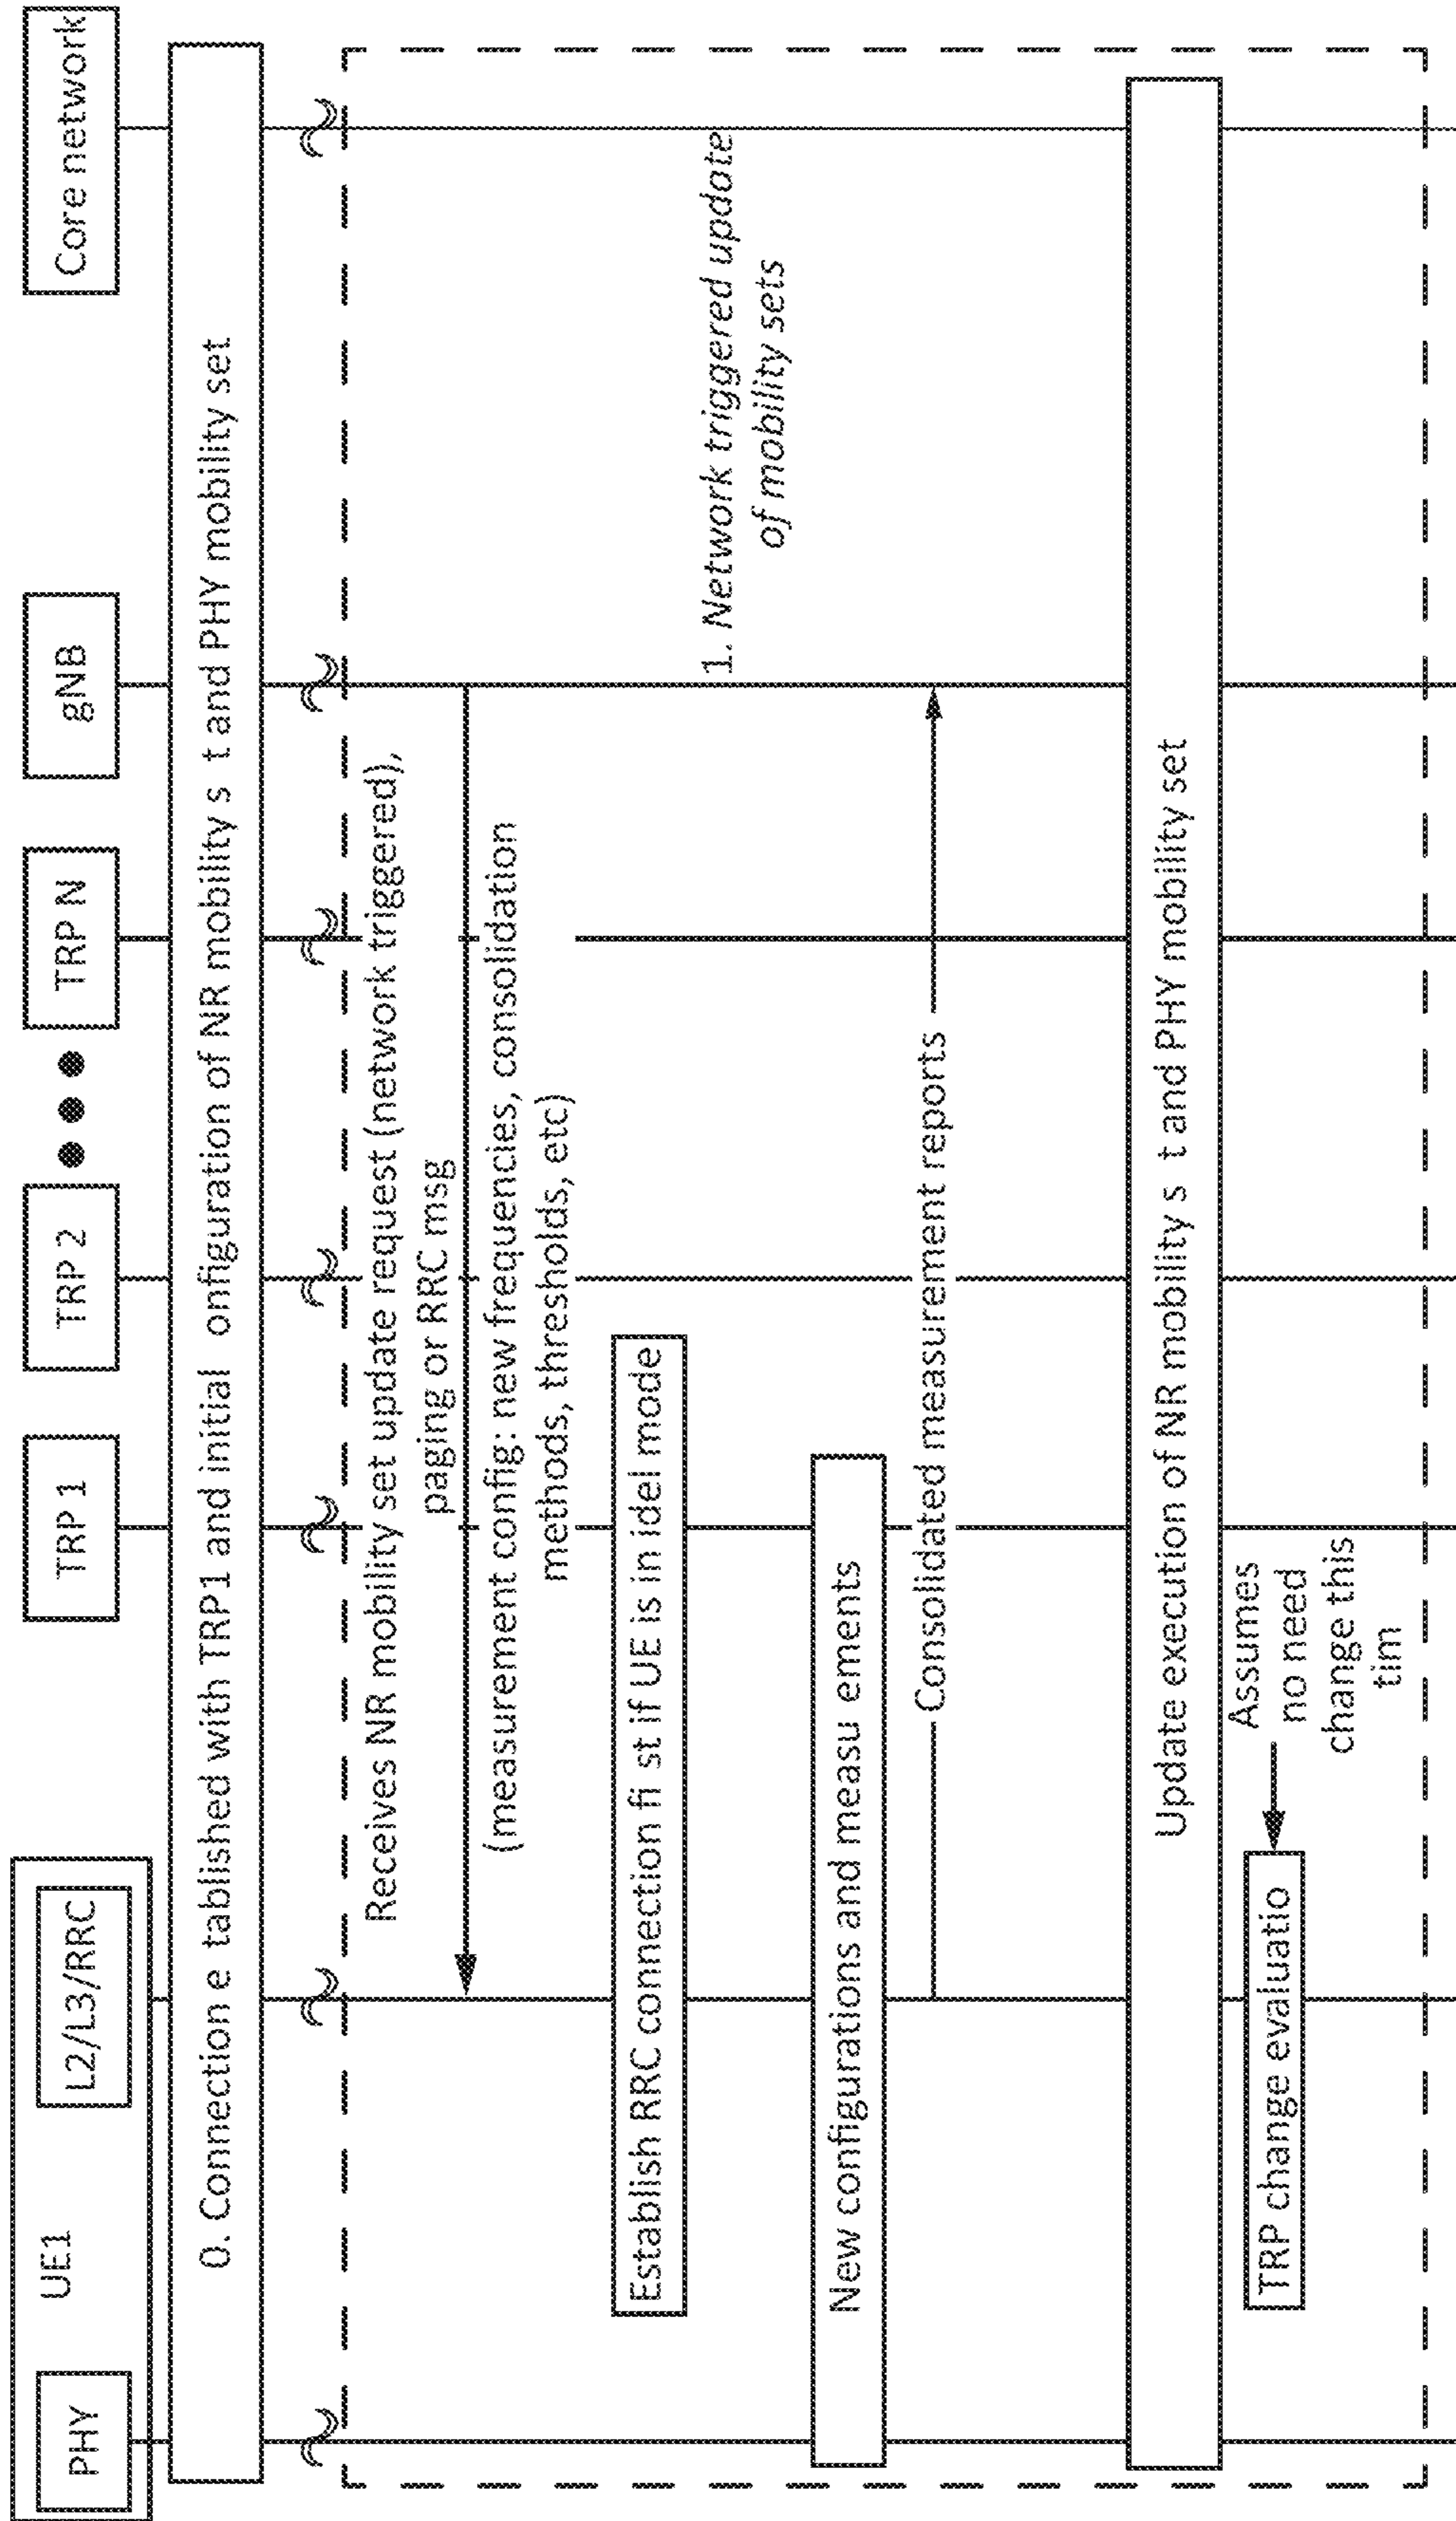 UE1
PHY
L2/L3/RRC
TRP 1
TRP 2
TRP N
gNB
Core network
0. Connection e tablished with TRP1 and initial onfiguration of NR mobility s t and PHY mobility set
Receives NR mobility set update request (network triggered),
paging or RRC msg
(measurement config: new frequencies, consolidation
methods, thresholds, etc)
Establish RRC connection fi st if UE is in idel mode
1. Network triggered update
of mobility sets
New configurations and measu ements
Consolidated measurement reports
Update execution of NR mobility s t and PHY mobility set
TRP change evaluatio
Assumes
no need
change this
tim